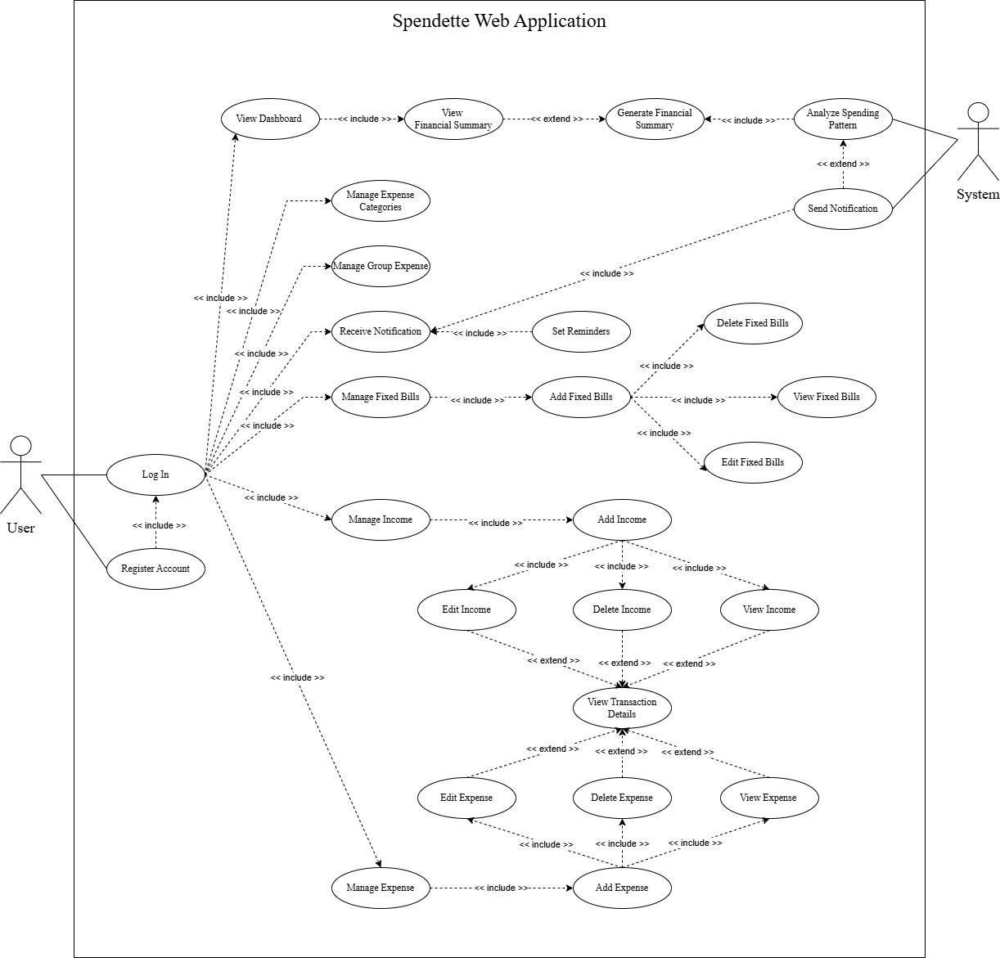 Spendette Web Application
View Dashboard
<< include >>
View
Financial Summary
<< extend >>
Generate Financial
Summary
<< include >>
Analyze Spending
Pattern
<< extend >>
System
Manage Expense
Categories
Send Notification
Manage Group Expense
<< include >>
<< include >>
<< include >>
Receive Notification
<< include >>
Set Reminders
Delete Fixed Bills
<< include >>
<< include >>
<< include >>
Manage Fixed Bills
<< include >>
Add Fixed Bills
<< include >>
View Fixed Bills
<< include >>
<< include >>
Edit Fixed Bills
User
Log In
<< include >>
Register Account
<< include >>
Manage Income
<< include >>
Add Income
<< include >>
<< include >>
<< include >>
Edit Income
Delete Income
View Income
<< extend >>
<< extend >>
<< extend >>
<< include >>
View Transaction
Details
<< extend >>
<< extend >>
<< extend >>
Edit Expense
Delete Expense
View Expense
<< include >>
<< include >>
<< include >>
Manage Expense
<< include >>
Add Expense